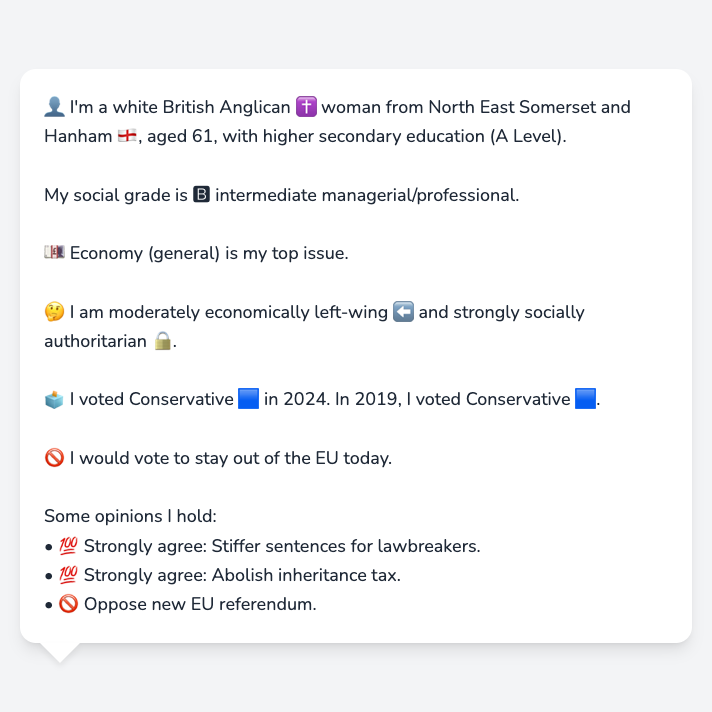 👤 I'm a white British Anglican ✝️ woman from North East Somerset and
Hanham 🏴󠁧󠁢󠁥󠁮󠁧󠁿, aged 61, with higher secondary education (A Level).
My social grade is 🅱 intermediate managerial/professional.
💷 Economy (general) is my top issue.
🤔 I am moderately economically left-wing ⬅️ and strongly socially
authoritarian 🔒.
🗳️ I voted Conservative 🟦 in 2024. In 2019, I voted Conservative 🟦.
🚫 I would vote to stay out of the EU today.
Some opinions I hold:
• 💯 Strongly agree: Stiffer sentences for lawbreakers.
• 💯 Strongly agree: Abolish inheritance tax.
• 🚫 Oppose new EU referendum.